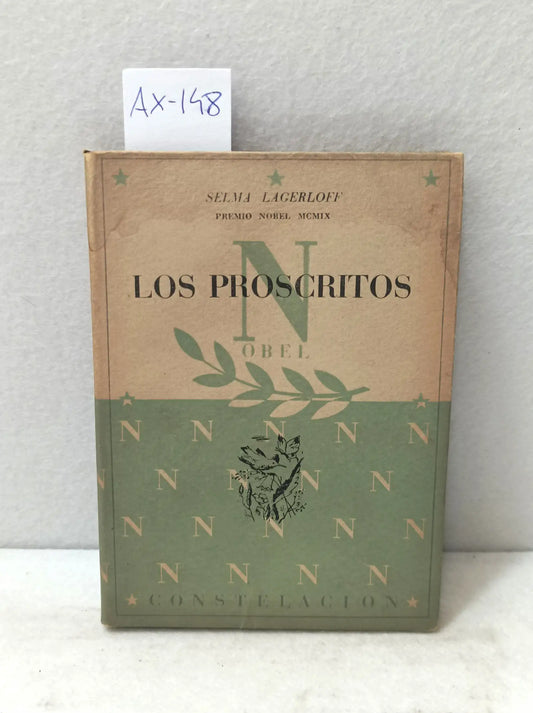 AX-148
SELMA LAGERLOFF
PREMIO NOBEL MCMIX
N
LOS PROSCRITOS
OBEL
N N N N N
N N N N
N N N N N
N N N N
CONSTELACION